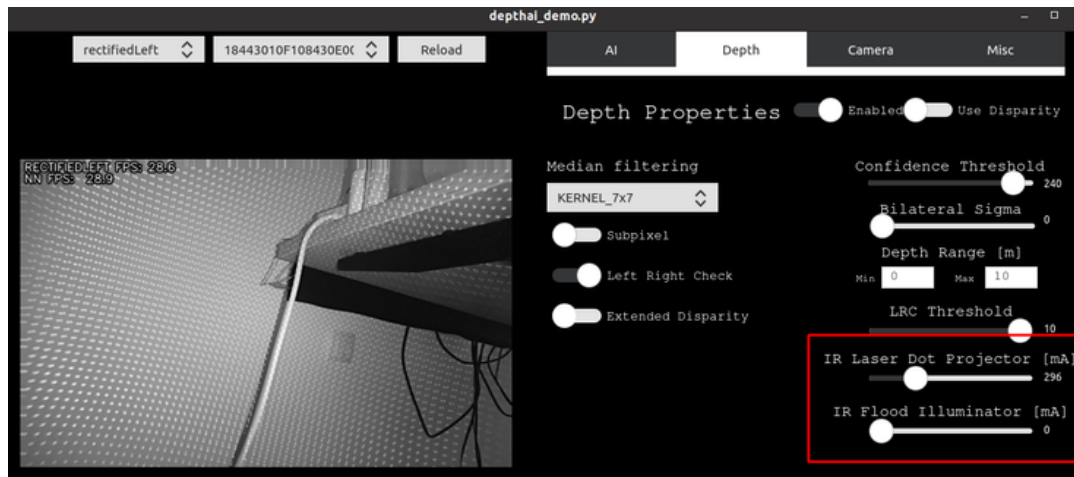 depthai_demo.py
rectifiedLeft
18443010F108430E0(
Reload
AI
Depth
Camera
Misc
Depth Properties
Enabled
Use Disparity
RECTIFIEDLEFT FPS: 28.6
NN FPS: 28.9
Median filtering
KERNEL_7x7
Subpixel
Left Right Check
Extended Disparity
Confidence Threshold
240
Bilateral Sigma
0
Depth Range [m]
Min 0 Max 10
LRC Threshold
10
IR Laser Dot Projector [mA]
296
IR Flood Illuminator [mA]
0